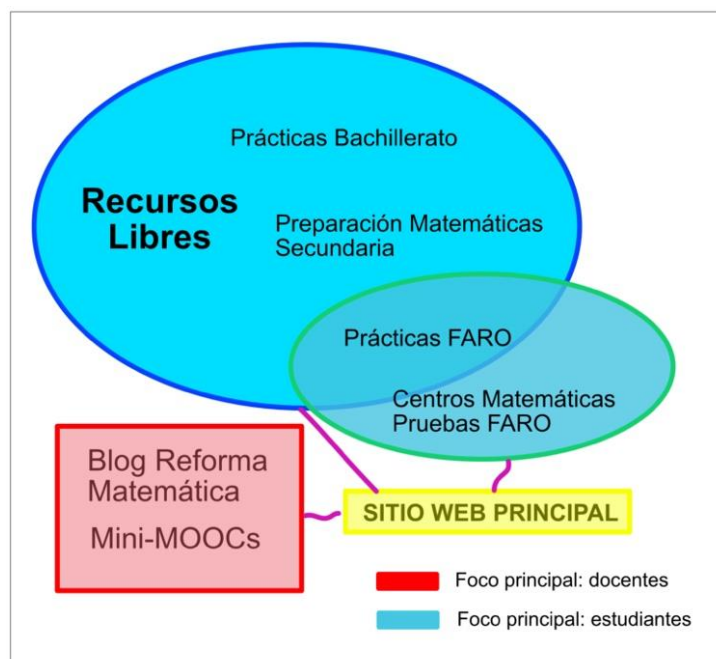 Prácticas Bachillerato
Recursos
Libres
Preparación Matemáticas
Secundaria
Prácticas FARO
Centros Matemáticas
Pruebas FARO
Blog Reforma
Matemática
Mini-MOOCs
SITIO WEB PRINCIPAL
Foco principal: docentes
Foco principal: estudiantes